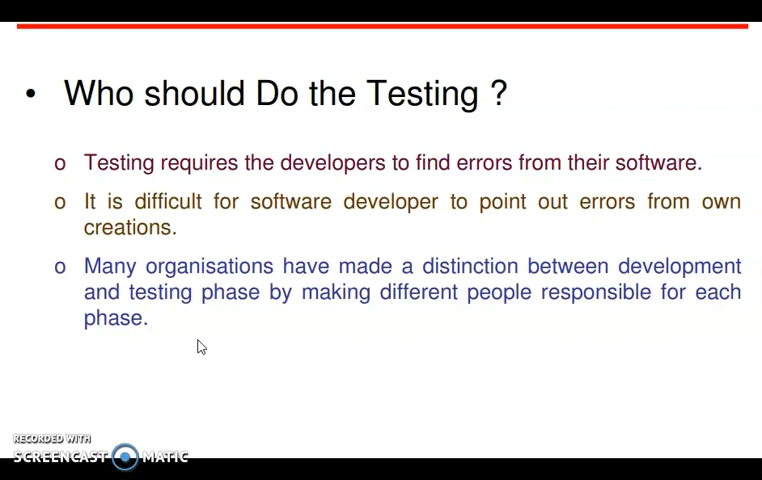 • Who should Do the Testing ?
o Testing requires the developers to find errors from their software.
o It is difficult for software developer to point out errors from own
creations.
o Many organisations have made a distinction between development
and testing phase by making different people responsible for each
phase.
RECORDED WITH
SCREENCAST MATIC